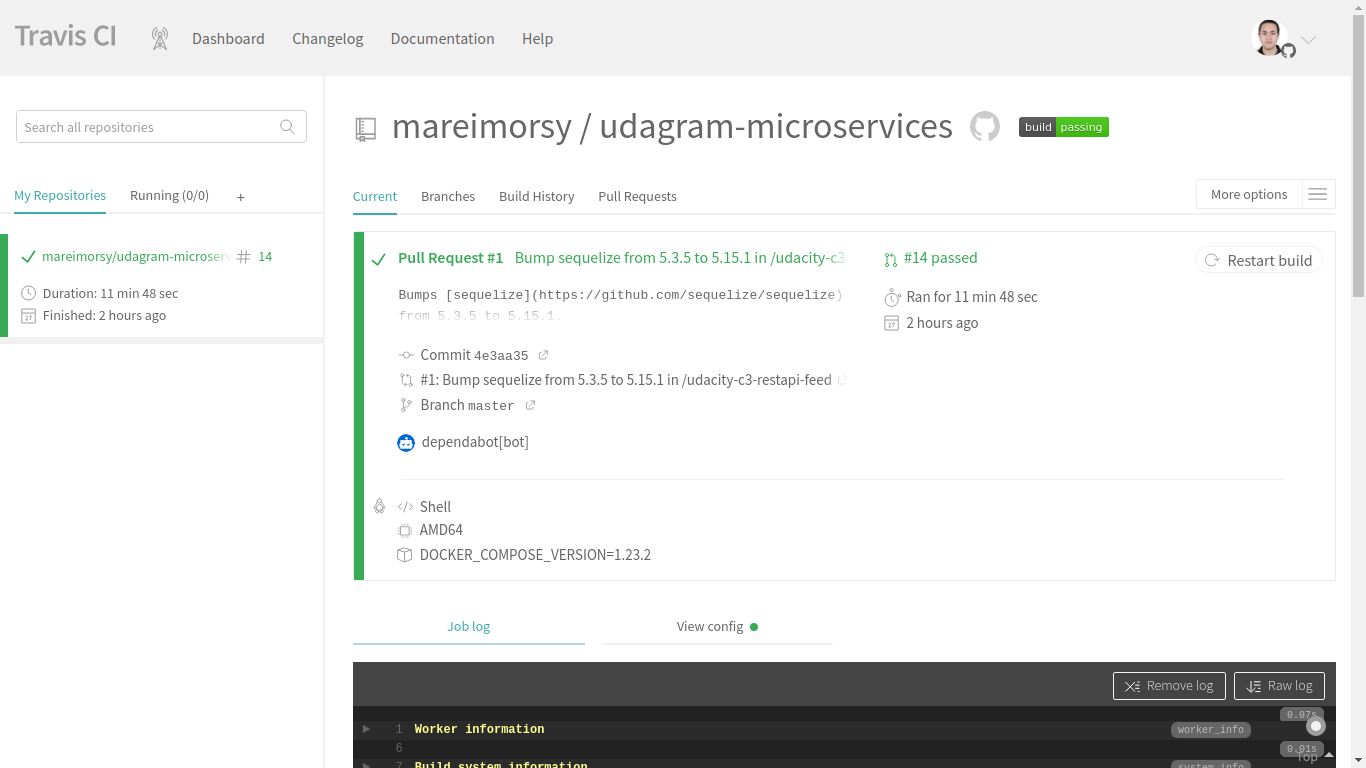 Travis CI
Dashboard
Changelog
Documentation
Help
Search all repositories
My Repositories
Running (0/0)
+
mareimorsy/udagram-microserv
# 14
Duration: 11 min 48 sec
Finished: 2 hours ago
mareimorsy / udagram-microservices
build passing
Current
Branches
Build History
Pull Requests
More options
Pull Request #1 Bump sequelize from 5.3.5 to 5.15.1 in /udacity-c3
Bumps [sequelize](https://github.com/sequelize/sequelize)
from 5.3.5 to 5.15.1.
Commit 4e3aa35
#1: Bump sequelize from 5.3.5 to 5.15.1 in /udacity-c3-restapi-feed
Branch master
dependabot[bot]
#14 passed
Ran for 11 min 48 sec
2 hours ago
Restart build
Shell
AMD64
DOCKER_COMPOSE_VERSION=1.23.2
Job log
View config
Remove log
Raw log
0.07s
1 Worker information
worker_info
6
0.01s
7 Build system information
system_info
Top